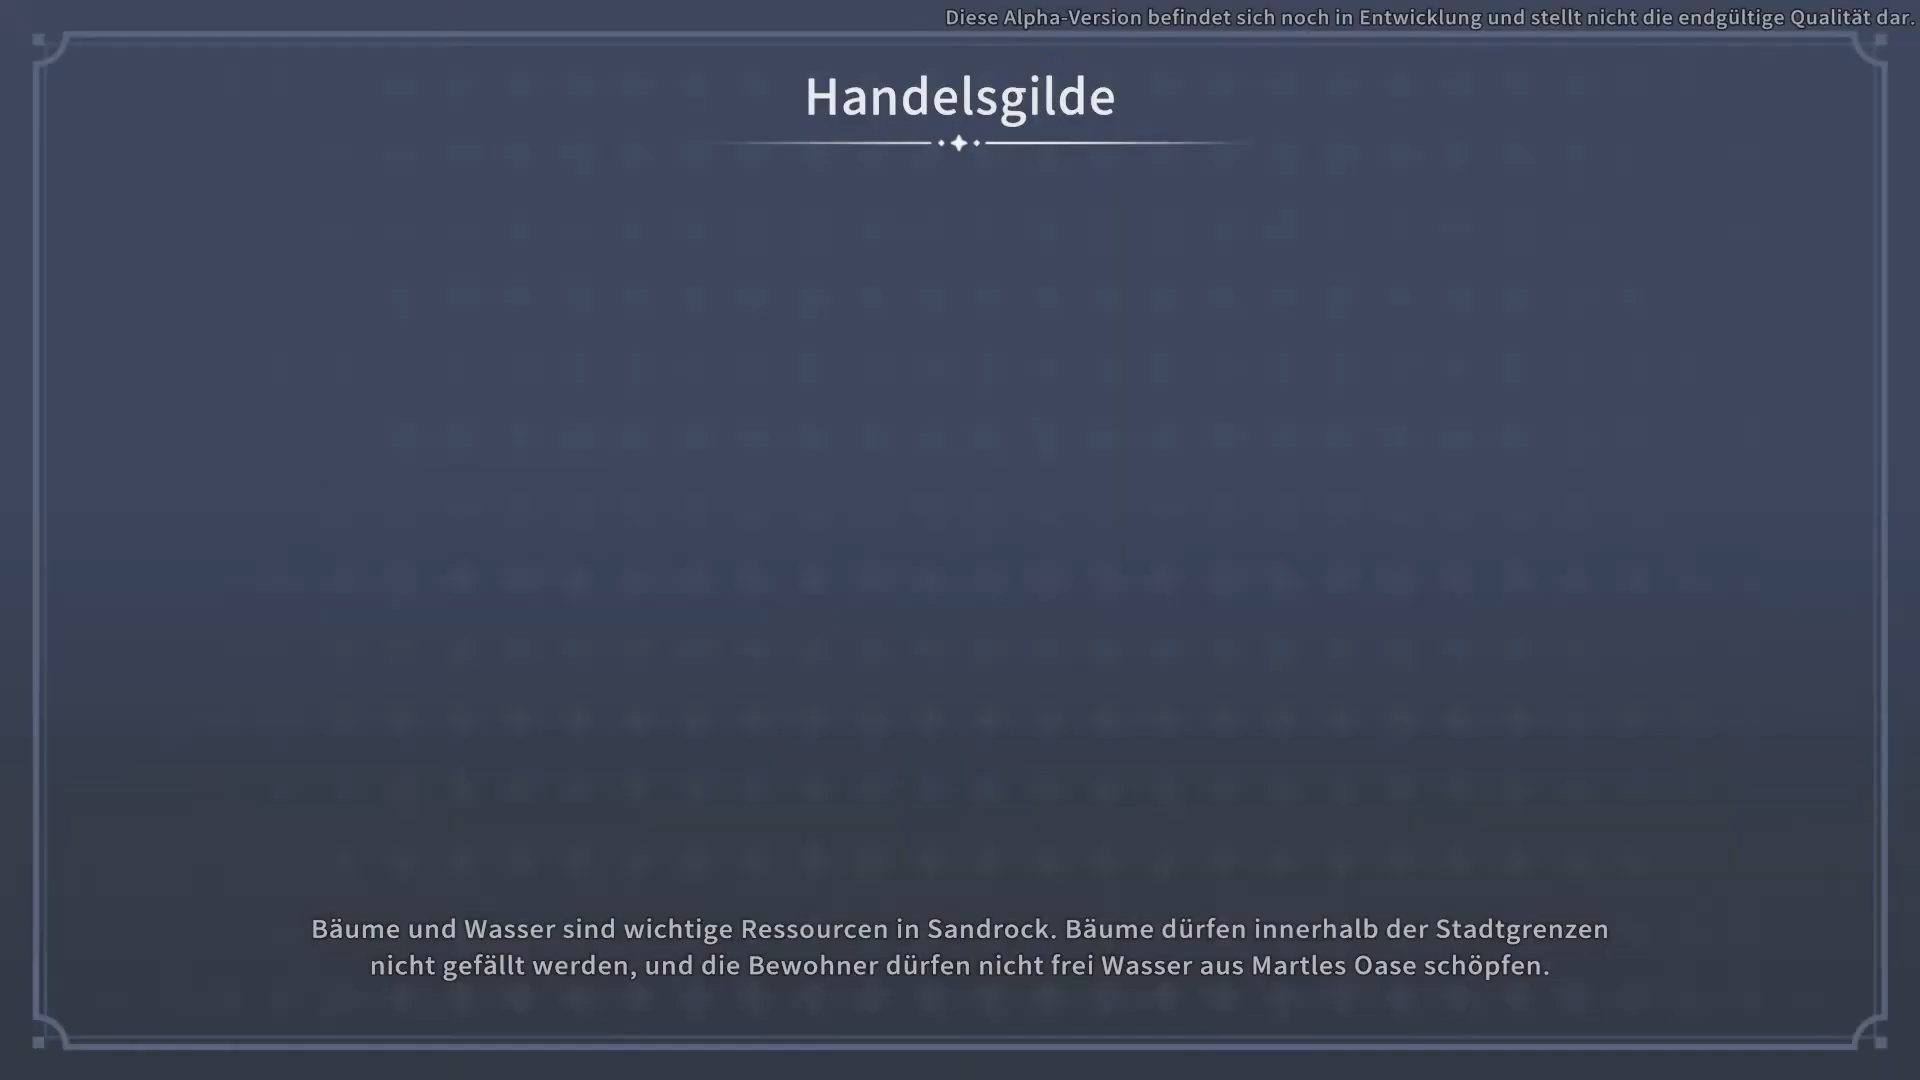 Diese Alpha-Version befindet sich noch in Entwicklung und stellt nicht die endgültige Qualität dar.
Handelsgilde
Bäume und Wasser sind wichtige Ressourcen in Sandrock. Bäume dürfen innerhalb der Stadtgrenzen
nicht gefällt werden, und die Bewohner dürfen nicht frei Wasser aus Martles Oase schöpfen.